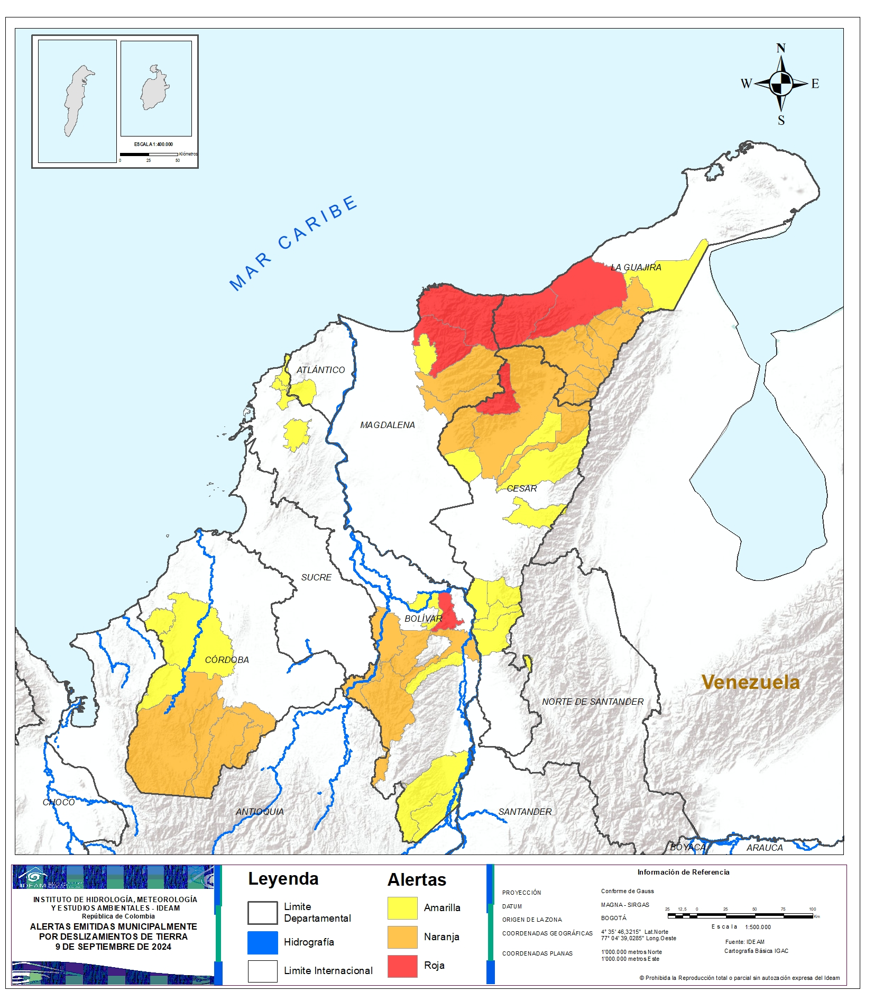 ESCALA 1:400.000
Kilómetros
0 25 50
N
W E
S
MAR CARIBE
LA GUAJIRA
ATLÁNTICO
MAGDALENA
CESAR
SUCRE
BOLÍVAR
CÓRDOBA
Venezuela
NORTE DE SANTANDER
CHOCÓ
ANTIOQUIA
SANTANDER
BOYACÁ
ARAUCA
IDEAM
INSTITUTO DE HIDROLOGÍA, METEOROLOGÍA
Y ESTUDIOS AMBIENTALES - IDEAM
República de Colombia
ALERTAS EMITIDAS MUNICIPALMENTE
POR DESLIZAMIENTOS DE TIERRA
9 DE SEPTIEMBRE DE 2024
Leyenda
Limite
Departamental
Hidrografía
Limite Internacional
Alertas
Amarilla
Naranja
Roja
Información de Referencia
PROYECCIÓN Conforme de Gauss
DATUM MAGNA - SIRGAS
ORIGEN DE LA ZONA BOGOTÁ
COORDENADAS GEOGRÁFICAS 4° 35' 46,3215" Lat.Norte
77° 04' 39,0285" Long.Oeste
COORDENADAS PLANAS 1'000.000 metros Norte
1'000.000 metros Este
25 12,5 0 25 50 75 100
Km
Escala 1:500.000
Fuente: IDEAM
Cartografía Básica IGAC
© Prohibida la Reproducción total o parcial sin autozación expresa del Ideam